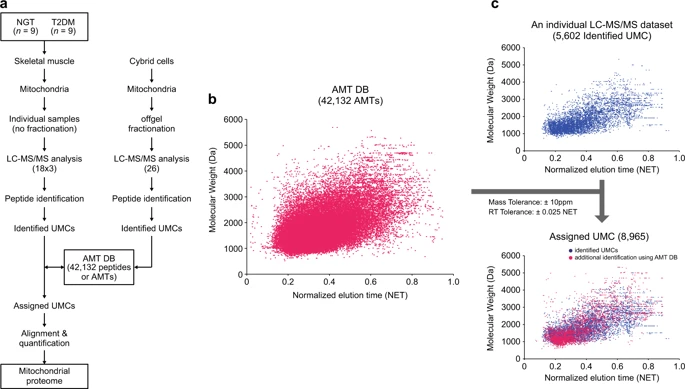 a
NGT T2DM
(n = 9) (n = 9)
Skeletal muscle
Cybrid cells
Mitochondria
Mitochondria
Individual samples
(no fractionation)
offgel
fractionation
LC-MS/MS analysis
(18x3)
LC-MS/MS analysis
(26)
Peptide identification
Peptide identification
Identified UMCs
Identified UMCs
AMT DB
(42,132 peptides
or AMTs)
Assigned UMCs
Alignment &
quantification
Mitochondrial
proteome
b
AMT DB
(42,132 AMTs)
Molecular Weight (Da)
6000
5000
4000
3000
2000
1000
0
0.2 0.4 0.6 0.8 1.0
Normalized elution time (NET)
c
An individual LC-MS/MS dataset
(5,602 Identified UMC)
Molecular Weight (Da)
6000
5000
4000
3000
2000
1000
0
0 0.2 0.4 0.6 0.8 1.0
Normalized elution time (NET)
Mass Tolerance: ± 10ppm
RT Tolerance: ± 0.025 NET
Assigned UMC (8,965)
identified UMCs
additional identification using AMT DB
Molecular Weight (Da)
6000
5000
4000
3000
2000
1000
0
0 0.2 0.4 0.6 0.8 1.0
Normalized elution time (NET)